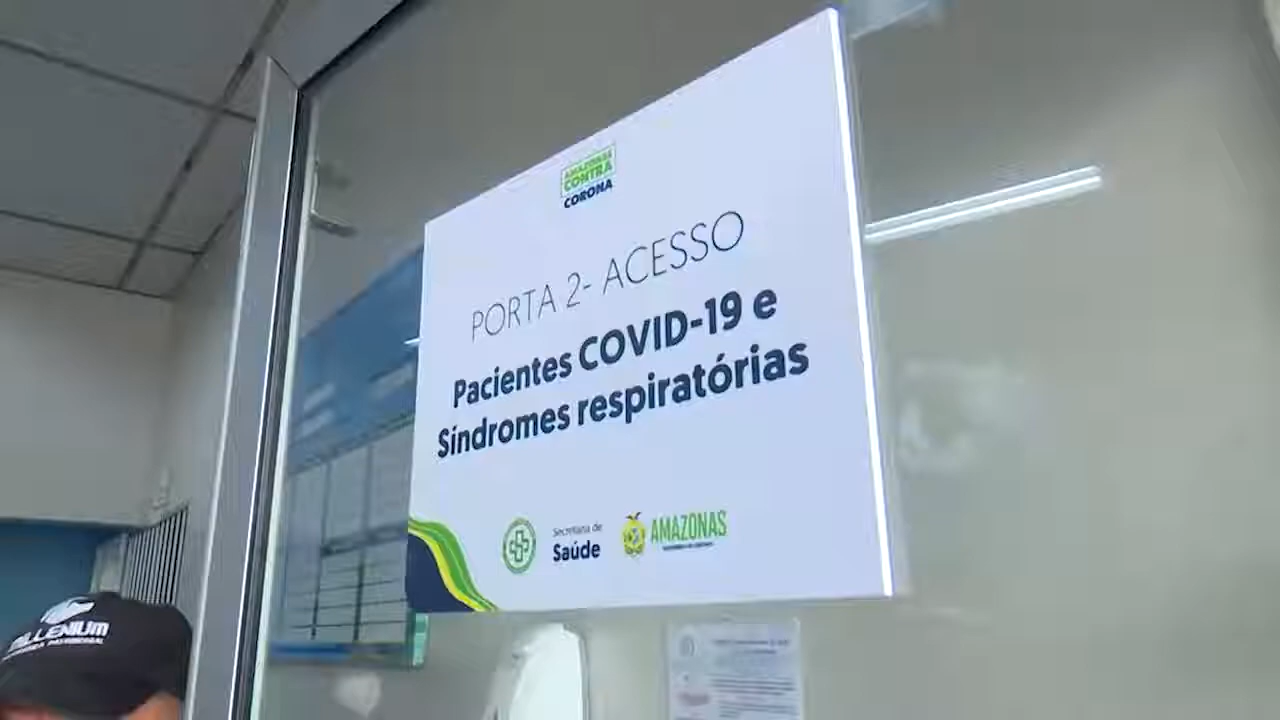 AMAZONAS
CONTRA
CORONA
PORTA 2- ACESSO
Pacientes COVID-19 e
Síndromes respiratórias
Secretaria de
Saúde
AMAZONAS
MILLENIUM